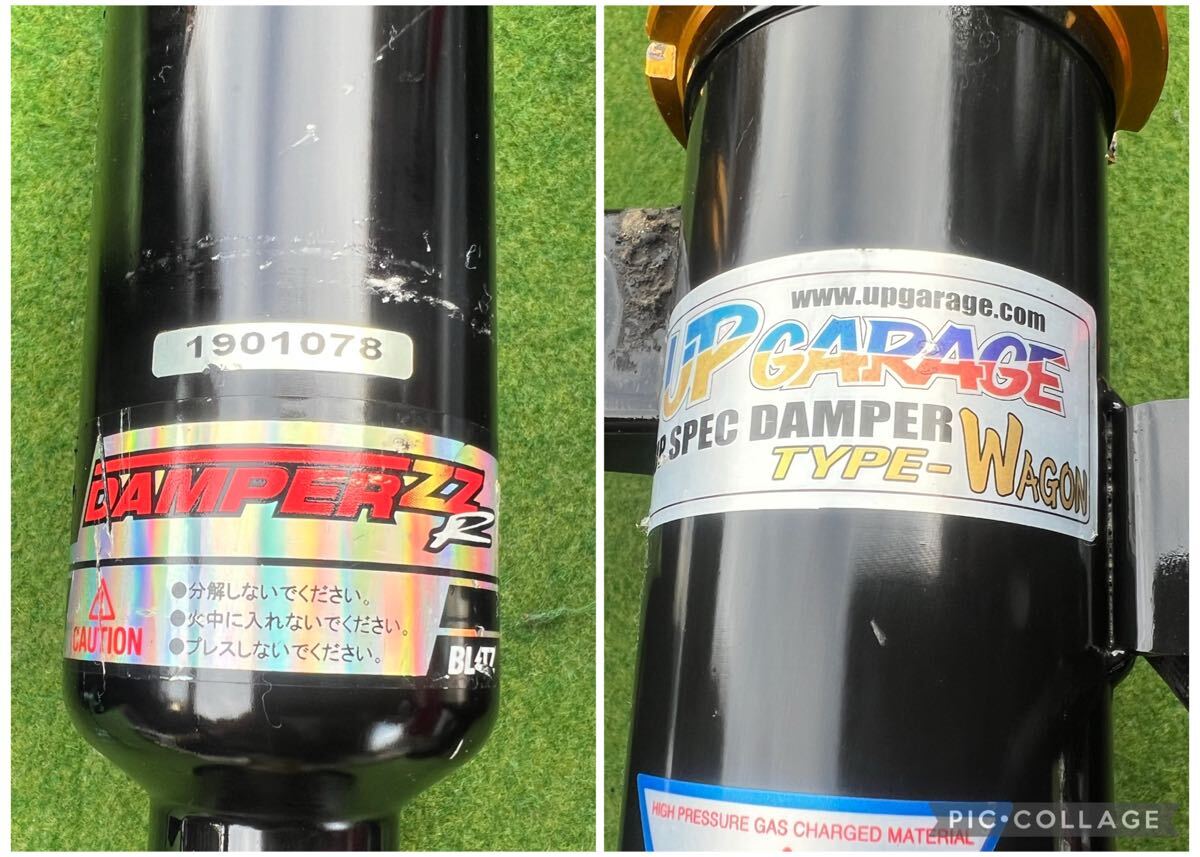 1901078
DAMPER ZZ
R
●分解しないでください。
●火中に入れないでください。
●プレスしないでください。
CAUTION
www.upgarage.com
UP GARAGE
SPEC DAMPER
TYPE-WAGON
HIGH PRESSURE GAS CHARGED MATERIAL
PIC•COLLAGE